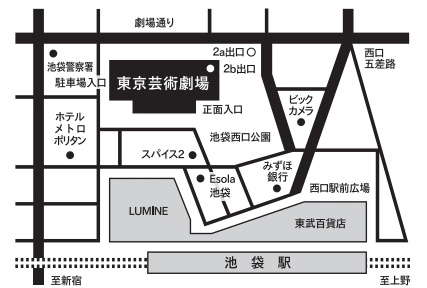 劇場通り
2a出口
西口
五差路
池袋警察署
2b出口
駐車場入口
東京芸術劇場
正面入口
ビック
カメラ
ホテル
メトロ
ポリタン
池袋西口公園
スパイス2
みずほ
銀行
Esola
池袋
西口駅前広場
LUMINE
東武百貨店
池袋駅
至新宿
至上野